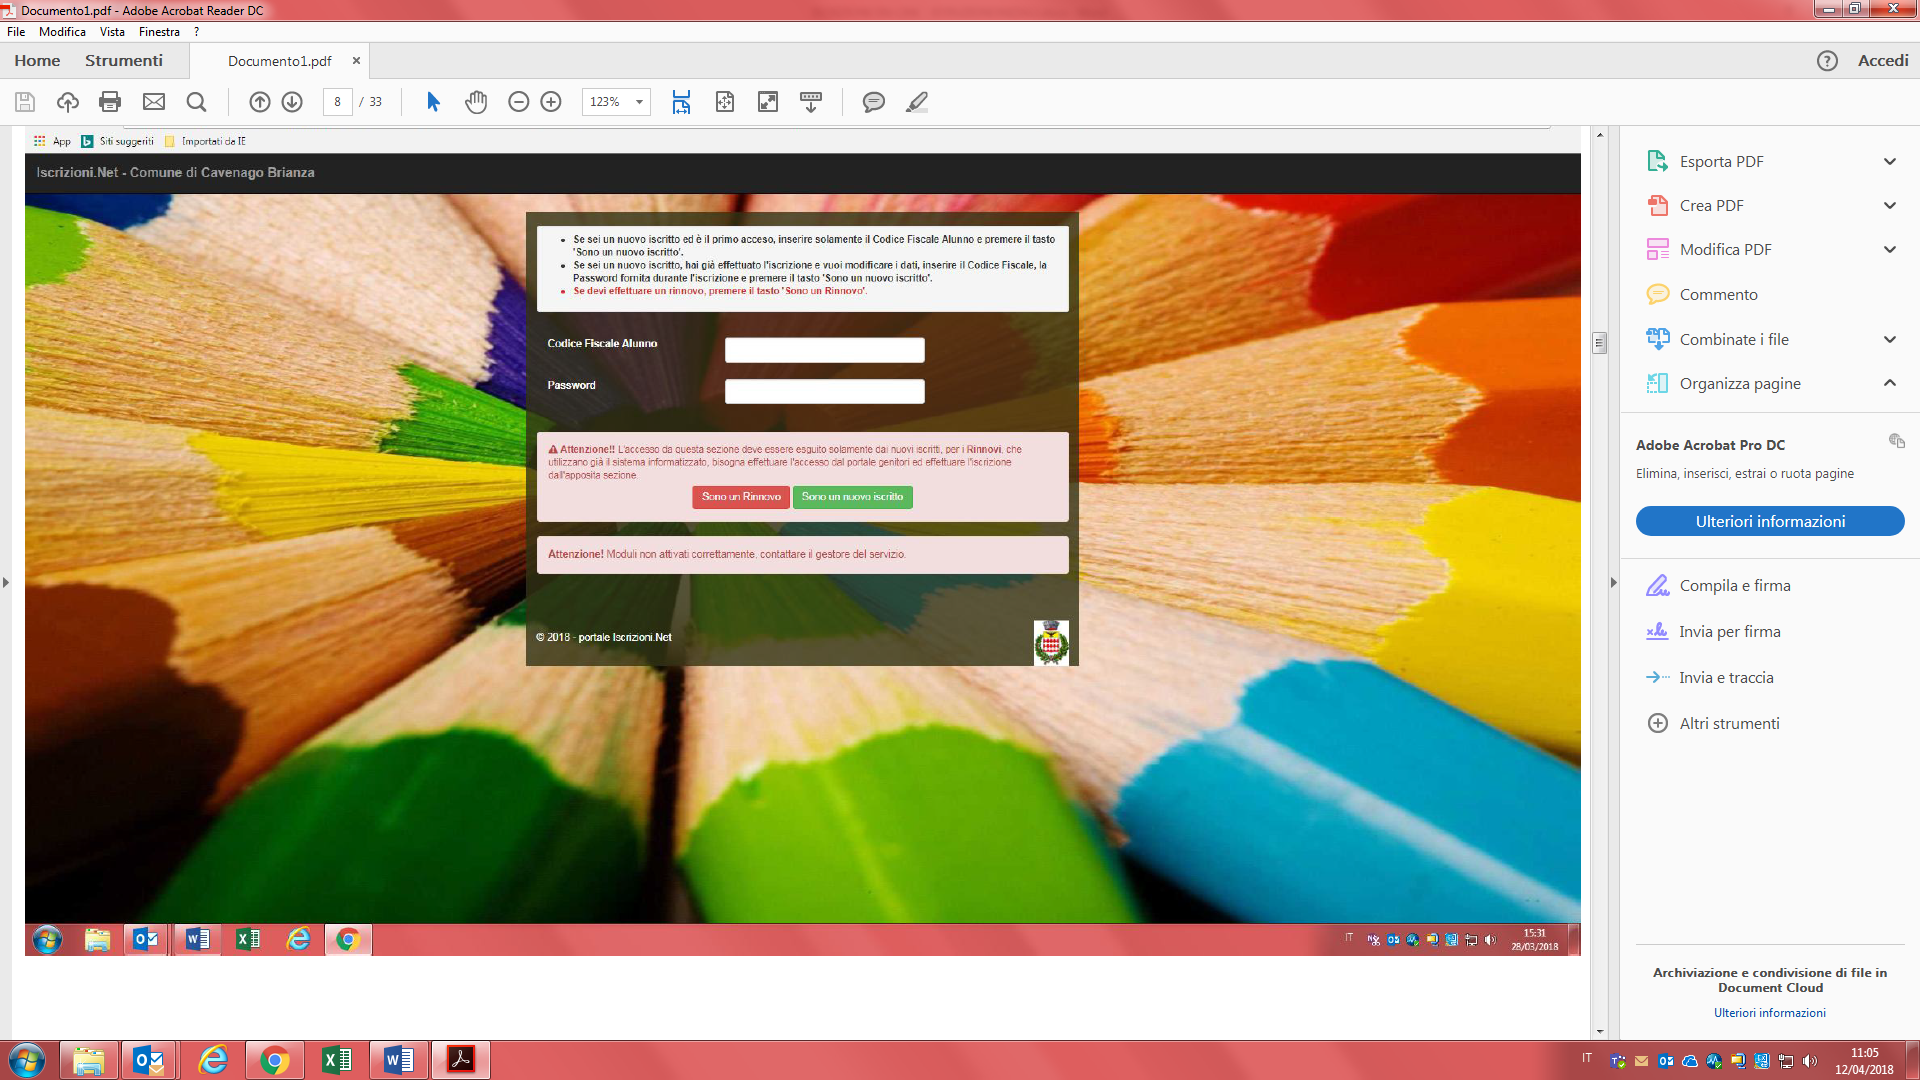 Documento1.pdf - Adobe Acrobat Reader DC
File Modifica Vista Finestra ?
Home Strumenti Documento1.pdf × Accedi
8 / 33 123%
App Siti suggeriti Importati da IE
Iscrizioni.Net - Comune di Cavenago Brianza
• Se sei un nuovo iscritto ed è il primo acceso, inserire solamente il Codice Fiscale Alunno e premere il tasto
'Sono un nuovo iscritto'.
• Se sei un nuovo iscritto, hai già effettuato l'iscrizione e vuoi modificare i dati, inserire il Codice Fiscale, la
Password fornita durante l'iscrizione e premere il tasto 'Sono un nuovo iscritto'.
• Se devi effettuare un rinnovo, premere il tasto 'Sono un Rinnovo'.
Codice Fiscale Alunno
Password
Attenzione!! L'accesso da questa sezione deve essere esguito solamente dai nuovi iscritti, per i Rinnovi, che
utilizzano già il sistema informatizzato, bisogna effettuare l'accesso dal portale genitori ed effettuare l'iscrizione
dall'apposita sezione.
Sono un Rinnovo Sono un nuovo iscritto
Attenzione! Moduli non attivati correttamente, contattare il gestore del servizio.
© 2018 - portale Iscrizioni.Net
IT 15:31
28/03/2018
Esporta PDF
Crea PDF
Modifica PDF
Commento
Combinate i file
Organizza pagine
Adobe Acrobat Pro DC
Elimina, inserisci, estrai o ruota pagine
Ulteriori informazioni
Compila e firma
Invia per firma
Invia e traccia
Altri strumenti
Archiviazione e condivisione di file in
Document Cloud
Ulteriori informazioni
IT 11:05
12/04/2018